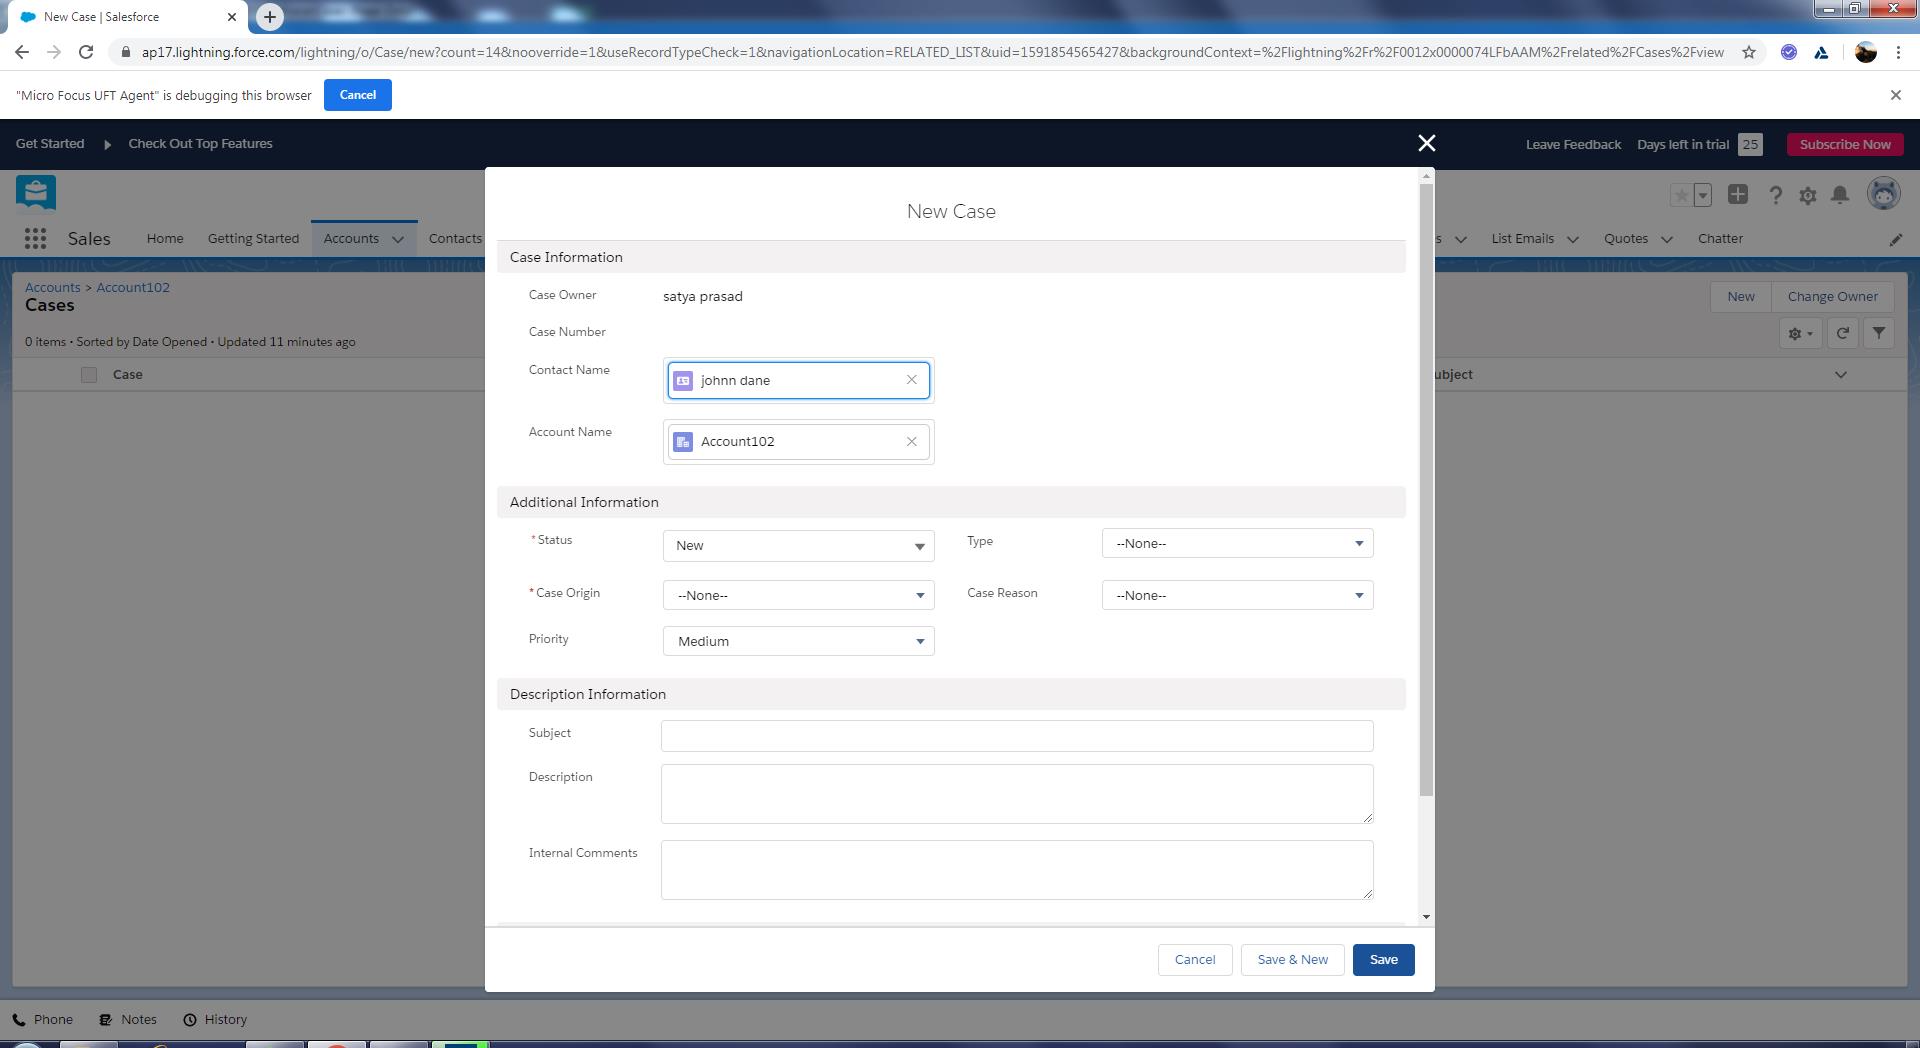 New Case | Salesforce
ap17.lightning.force.com/lightning/o/Case/new?count=14&nooverride=1&useRecordTypeCheck=1&navigationLocation=RELATED_LIST&uid=1591854565427&backgroundContext=%2Flightning%2Fr%2F0012x0000074LFbAAM%2Frelated%2FCases%2Fview
"Micro Focus UFT Agent" is debugging this browser Cancel
Get Started Check Out Top Features Leave Feedback Days left in trial 25 Subscribe Now
Sales Home Getting Started Accounts Contacts s List Emails Quotes Chatter
Accounts > Account102
Cases
New Change Owner
0 items • Sorted by Date Opened • Updated 11 minutes ago
Case ubject
New Case
Case Information
Case Owner satya prasad
Case Number
Contact Name johnn dane
Account Name Account102
Additional Information
*Status New Type --None--
*Case Origin --None-- Case Reason --None--
Priority Medium
Description Information
Subject
Description
Internal Comments
Cancel Save & New Save
Phone Notes History